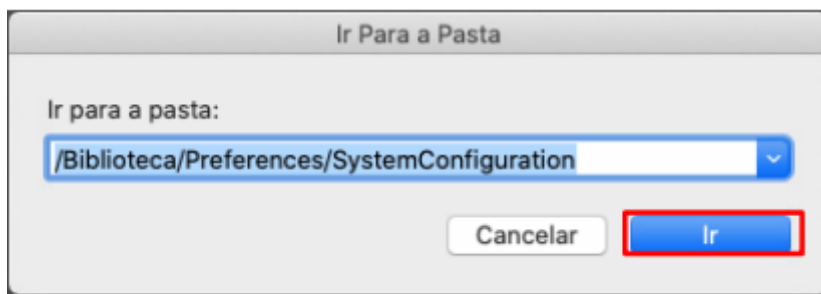 Ir Para a Pasta
Ir para a pasta:
/Biblioteca/Preferences/SystemConfiguration
Cancelar
Ir